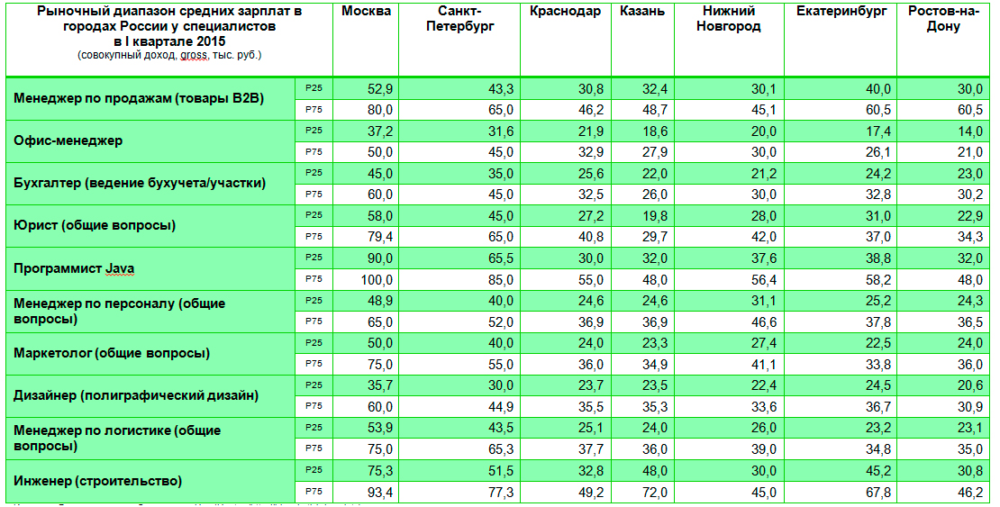 Рыночный диапазон средних зарплат в
городах России у специалистов
в I квартале 2015
(совокупный доход, gross, тыс. руб.)
Москва Санкт-Петербург Краснодар Казань Нижний Новгород Екатеринбург Ростов-на-Дону
Менеджер по продажам (товары B2B)
P25 52,9 43,3 30,8 32,4 30,1 40,0 30,0
P75 80,0 65,0 46,2 48,7 45,1 60,5 60,5
Офис-менеджер
P25 37,2 31,6 21,9 18,6 20,0 17,4 14,0
P75 50,0 45,0 32,9 27,9 30,0 26,1 21,0
Бухгалтер (ведение бухучета/участки)
P25 45,0 35,0 25,6 22,0 21,2 24,2 23,0
P75 60,0 45,0 32,5 26,0 30,0 32,8 30,2
Юрист (общие вопросы)
P25 58,0 45,0 27,2 19,8 28,0 31,0 22,9
P75 79,4 65,0 40,8 29,7 42,0 37,0 34,3
Программист Java
P25 90,0 65,5 30,0 32,0 37,6 38,8 32,0
P75 100,0 85,0 55,0 48,0 56,4 58,2 48,0
Менеджер по персоналу (общие
вопросы)
P25 48,9 40,0 24,6 24,6 31,1 25,2 24,3
P75 65,0 52,0 36,9 36,9 46,6 37,8 36,5
Маркетолог (общие вопросы)
P25 50,0 40,0 24,0 23,3 27,4 22,5 24,0
P75 75,0 55,0 36,0 34,9 41,1 33,8 36,0
Дизайнер (полиграфический дизайн)
P25 35,7 30,0 23,7 23,5 22,4 24,5 20,6
P75 60,0 44,9 35,5 35,3 33,6 36,7 30,9
Менеджер по логистике (общие
вопросы)
P25 53,9 43,5 25,1 24,0 26,0 23,2 23,1
P75 75,0 65,3 37,7 36,0 39,0 34,8 35,0
Инженер (строительство)
P25 75,3 51,5 32,8 48,0 30,0 45,2 30,8
P75 93,4 77,3 49,2 72,0 45,0 67,8 46,2